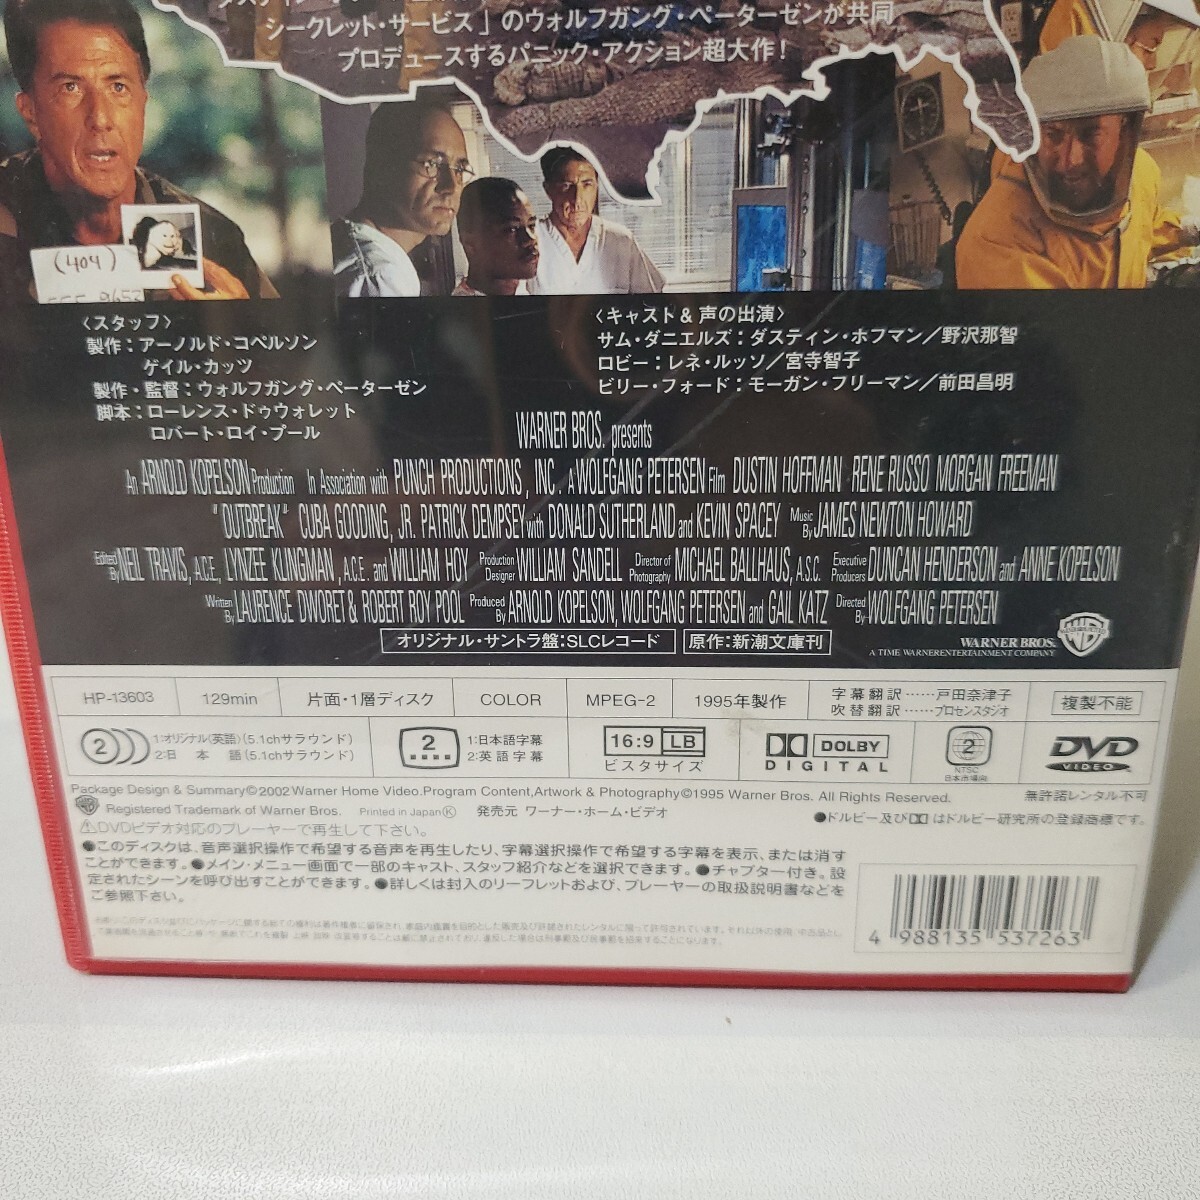 シークレット・サービス」のウォルフガング・ペーターゼンが共同
プロデュースするパニック・アクション超大作!
(404)
〈スタッフ〉
製作:アーノルド・コペルソン
ゲイル・カッツ
製作・監督:ウォルフガング・ペーターゼン
脚本:ローレンス・ドゥウォレット
ロバート・ロイ・プール
〈キャスト&声の出演〉
サム・ダニエルズ:ダスティン・ホフマン/野沢那智
ロビー:レネ・ルッソ/宮寺智子
ビリー・フォード:モーガン・フリーマン/前田昌明
WARNER BROS. presents
An ARNOLD KOPELSON Production In Association with PUNCH PRODUCTIONS, INC. A WOLFGANG PETERSEN Film DUSTIN HOFFMAN RENE RUSSO MORGAN FREEMAN
"OUTBREAK" CUBA GOODING, JR. PATRICK DEMPSEY with DONALD SUTHERLAND and KEVIN SPACEY Music By JAMES NEWTON HOWARD
Edited By NEIL TRAVIS, A.C.E., LYNZEE KLINGMAN, A.C.E. and WILLIAM HOY Production Designer WILLIAM SANDELL Director of Photography MICHAEL BALLHAUS, A.S.C. Executive Producers DUNCAN HENDERSON and ANNE KOPELSON
Written By LAURENCE DWORET & ROBERT ROY POOL Produced By ARNOLD KOPELSON, WOLFGANG PETERSEN and GAIL KATZ Directed By WOLFGANG PETERSEN
オリジナル・サントラ盤:SLCレコード 原作:新潮文庫刊
WARNER BROS.
A TIME WARNER ENTERTAINMENT COMPANY
HP-13603 129min 片面・1層ディスク COLOR MPEG-2 1995年製作 字幕翻訳……戸田奈津子 複製不能
吹替翻訳……プロセンスタジオ
2 1:オリジナル(英語)(5.1chサラウンド)
2:日本語(5.1chサラウンド)
2 1:日本語字幕
2:英語字幕
16:9 LB
ビスタサイズ
DOLBY
DIGITAL
2
NTSC
日本市場向
DVD
VIDEO
Package Design & Summary©2002 Warner Home Video. Program Content, Artwork & Photography©1995 Warner Bros. All Rights Reserved.
無許諾レンタル不可
Registered Trademark of Warner Bros. Printed in Japan Ⓚ 発売元 ワーナー・ホーム・ビデオ
●ドルビー及びDDはドルビー研究所の登録商標です。
⚠DVDビデオ対応のプレーヤーで再生して下さい。
●このディスクは、音声選択操作で希望する音声を再生したり、字幕選択操作で希望する字幕を表示、または消す
ことができます。●メイン・メニュー画面で一部のキャスト、スタッフ紹介などを選択できます。●チャプター付き。設
定されたシーンを呼び出すことができます。●詳しくは封入のリーフレットおよび、プレーヤーの取扱説明書などを
ご参照下さい。
4 988135 537263